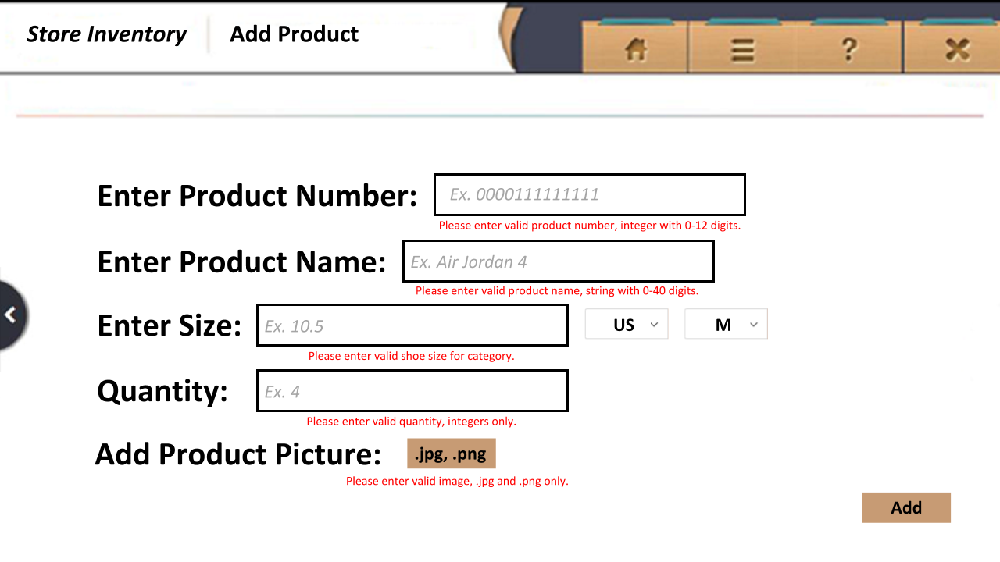 Store Inventory
Add Product
?
Enter Product Number:
Ex. 0000111111111
Please enter valid product number, integer with 0-12 digits.
Enter Product Name:
Ex. Air Jordan 4
Please enter valid product name, string with 0-40 digits.
Enter Size:
Ex. 10.5
US
M
Please enter valid shoe size for category.
Quantity:
Ex. 4
Please enter valid quantity, integers only.
Add Product Picture:
.jpg, .png
Please enter valid image, .jpg and .png only.
Add